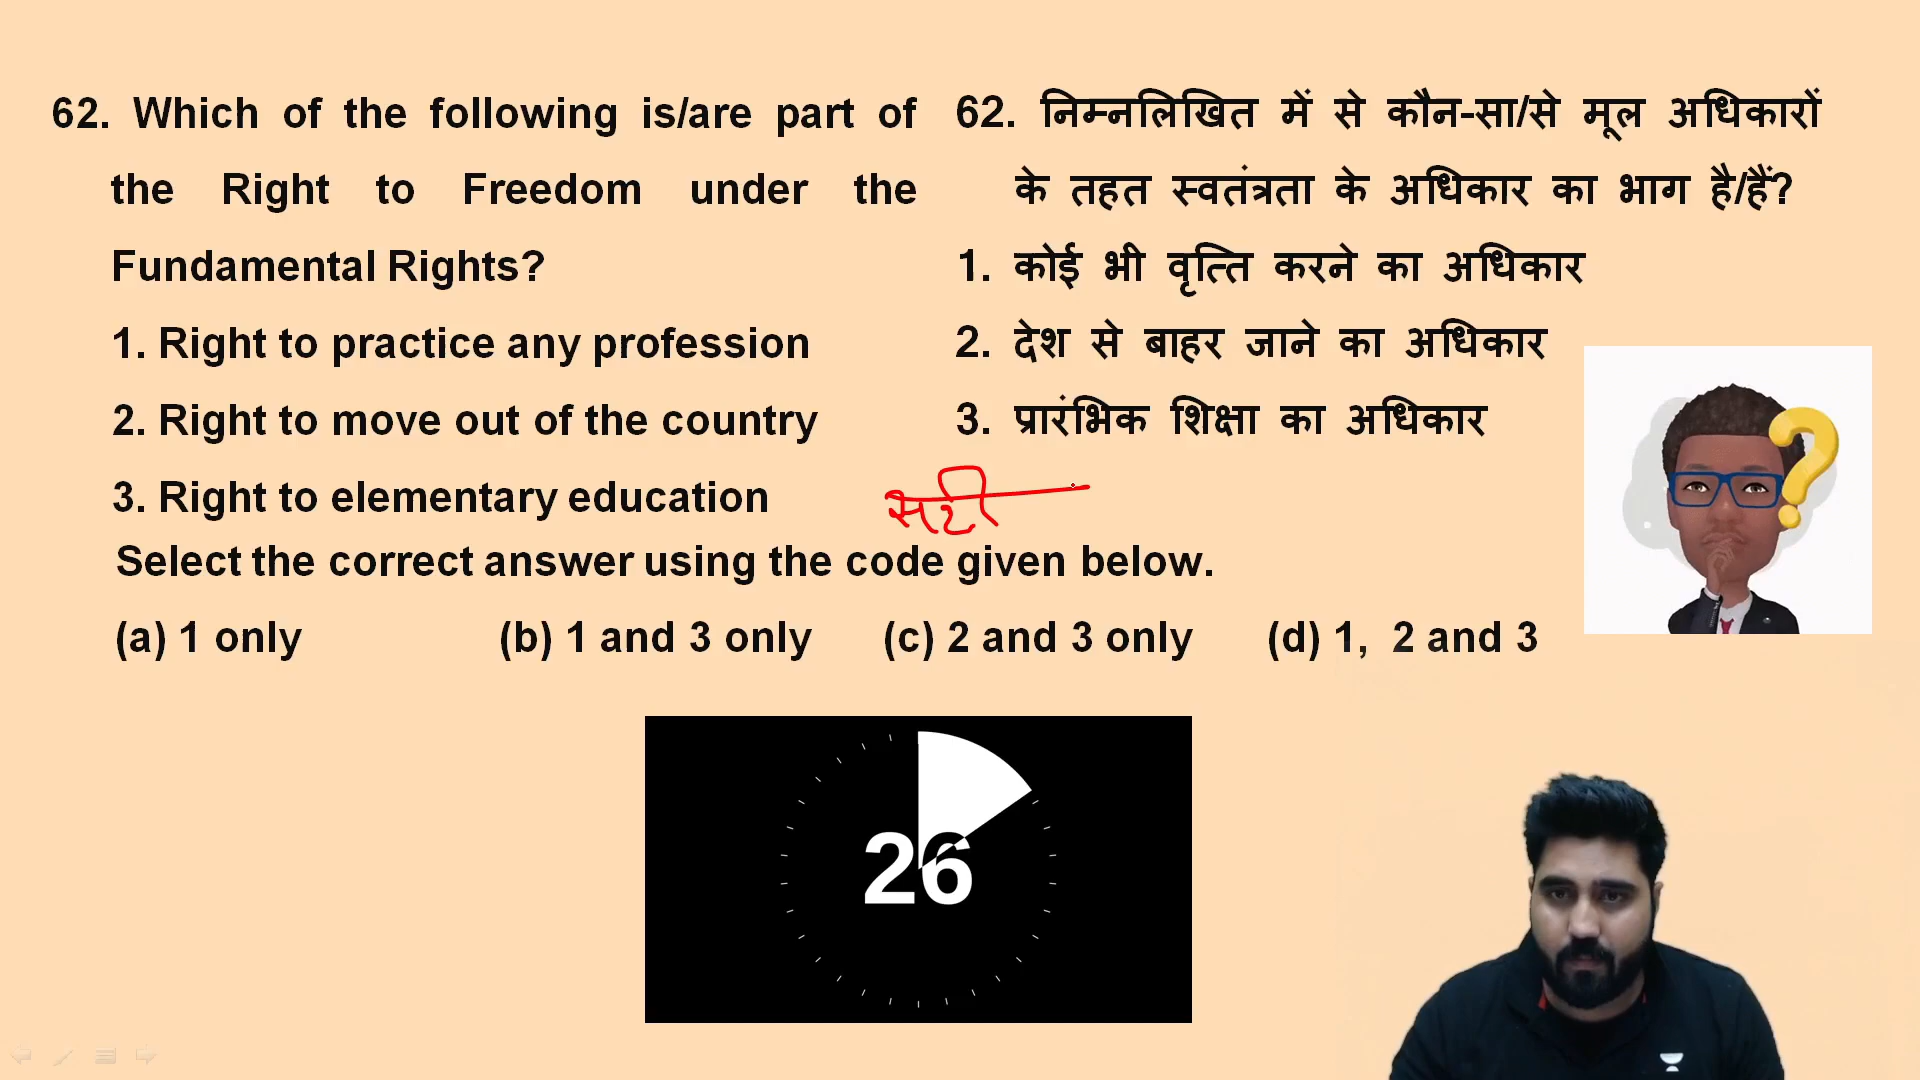 62. Which of the following is/are part of
the Right to Freedom under the
Fundamental Rights?
1. Right to practice any profession
2. Right to move out of the country
3. Right to elementary education
62. निम्नलिखित में से कौन-सा/से मूल अधिकारों
के तहत स्वतंत्रता के अधिकार का भाग है/हैं?
1. कोई भी वृत्ति करने का अधिकार
2. देश से बाहर जाने का अधिकार
3. प्रारंभिक शिक्षा का अधिकार
सही
Select the correct answer using the code given below.
(a) 1 only (b) 1 and 3 only (c) 2 and 3 only (d) 1, 2 and 3
26